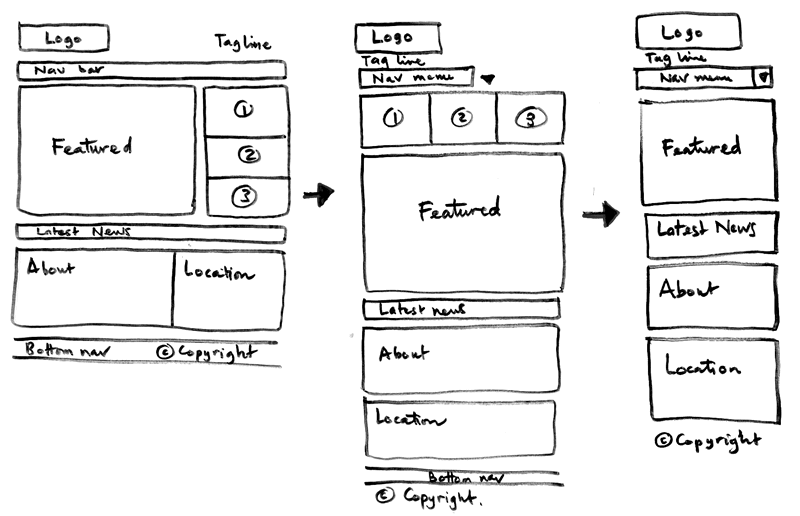 Logo
Tagline
Nav bar
Featured
1
2
3
Latest News
About
Location
Bottom nav © Copyright
Logo
Tag line
Nav menu
1 2 3
Featured
Latest news
About
Location
Bottom nav
© Copyright.
Logo
Tag line
Nav menu
Featured
Latest News
About
Location
© Copyright